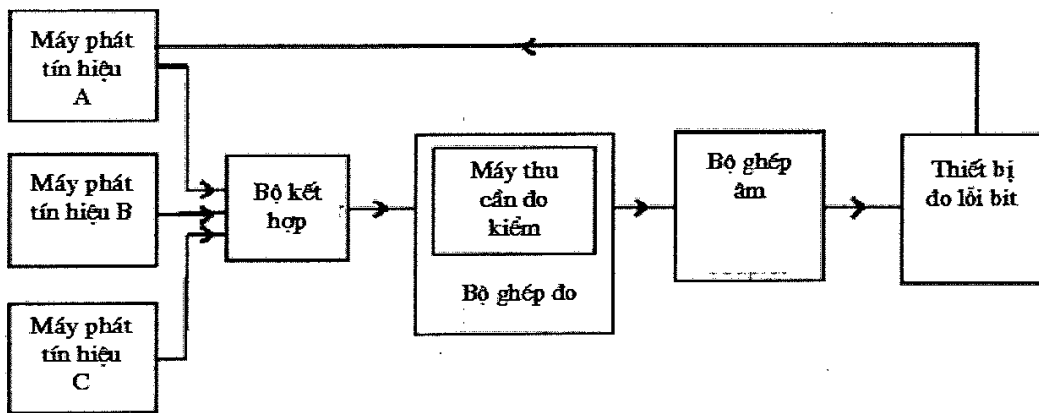 Máy phát
tín hiệu
A
Máy phát
tín hiệu B
Máy phát
tín hiệu
C
Bộ kết
hợp
Máy thu
cần đo
kiểm
Bộ ghép đo
Bộ ghép
âm
Thiết bị
đo lỗi bit